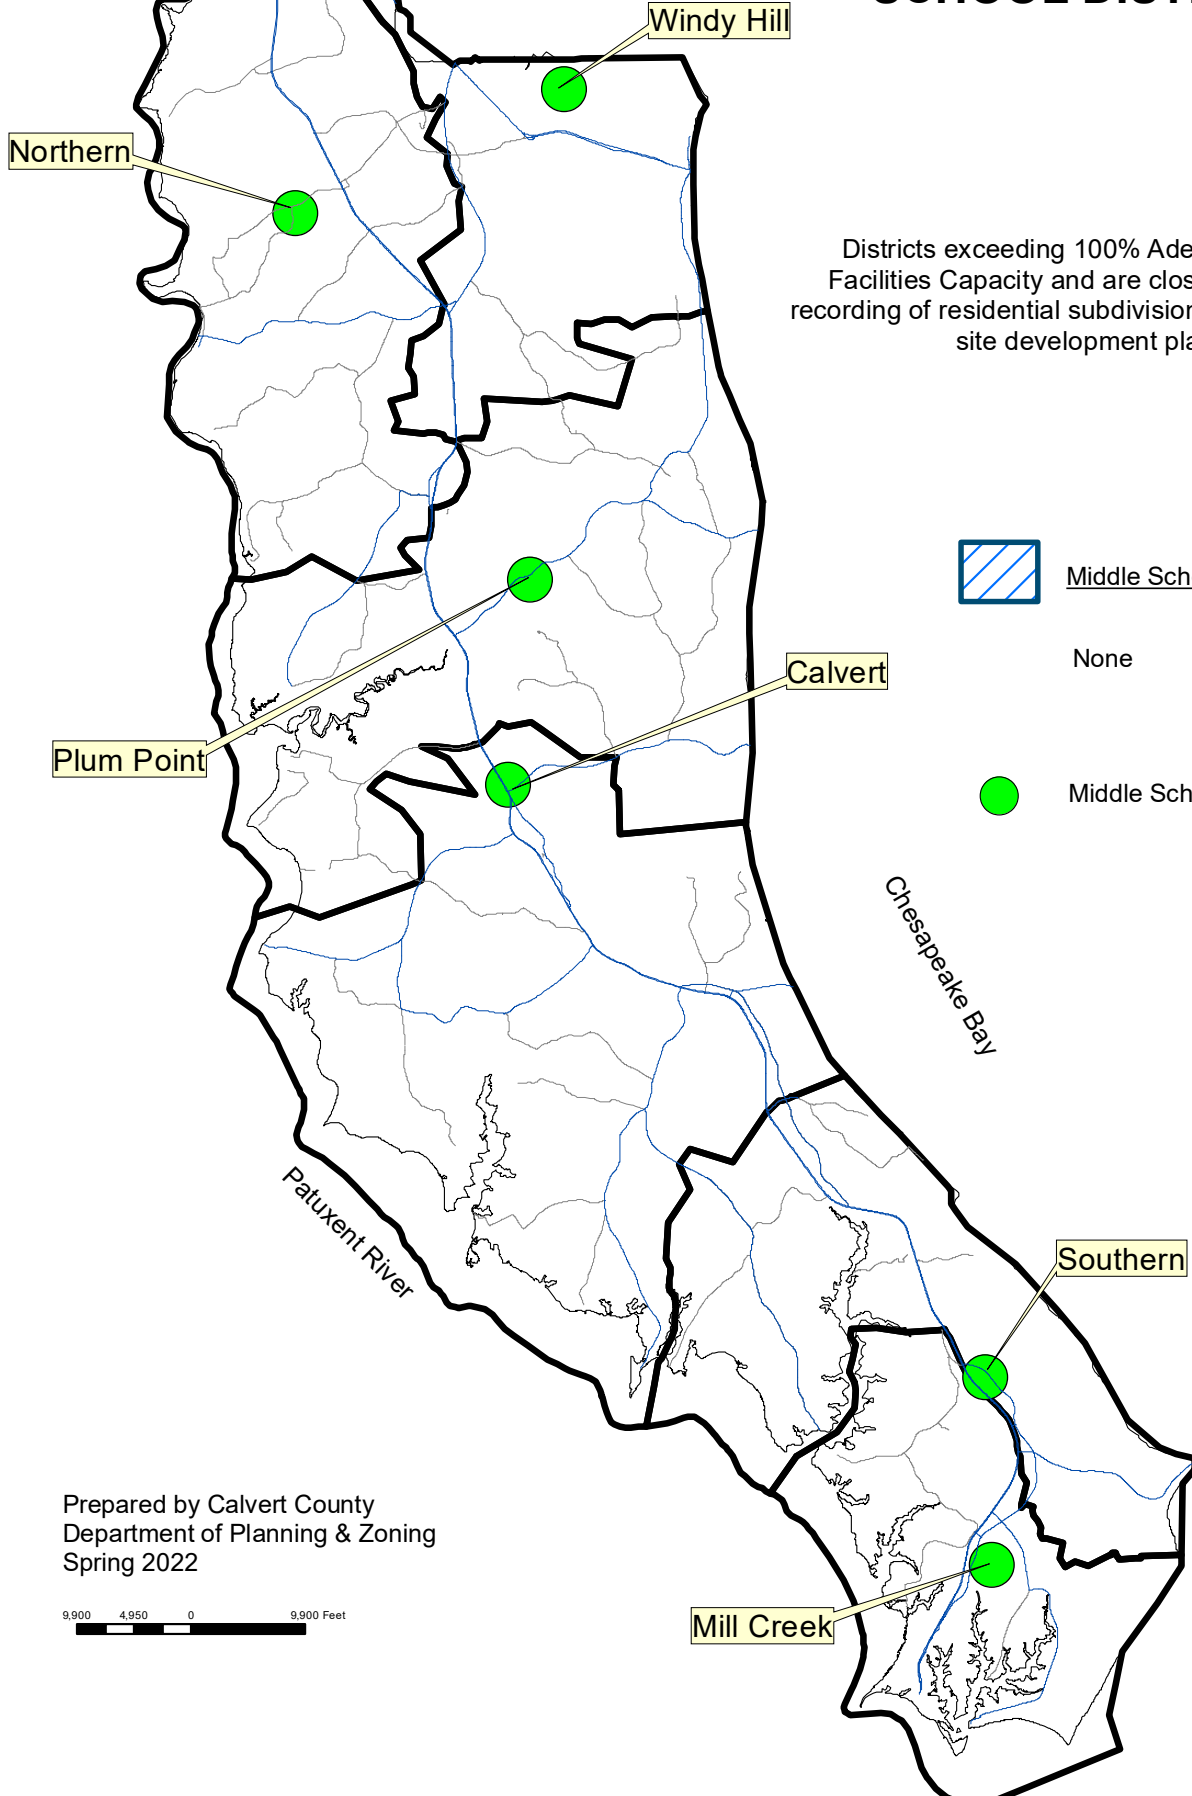 Windy Hill
Northern
Districts exceeding 100% Ade
Facilities Capacity and are clos
recording of residential subdivision
site development pla
Middle Sch
None
Calvert
Plum Point
Middle Sch
Chesapeake Bay
Patuxent River
Southern
Prepared by Calvert County
Department of Planning & Zoning
Spring 2022
9,900 4,950 0 9,900 Feet
Mill Creek